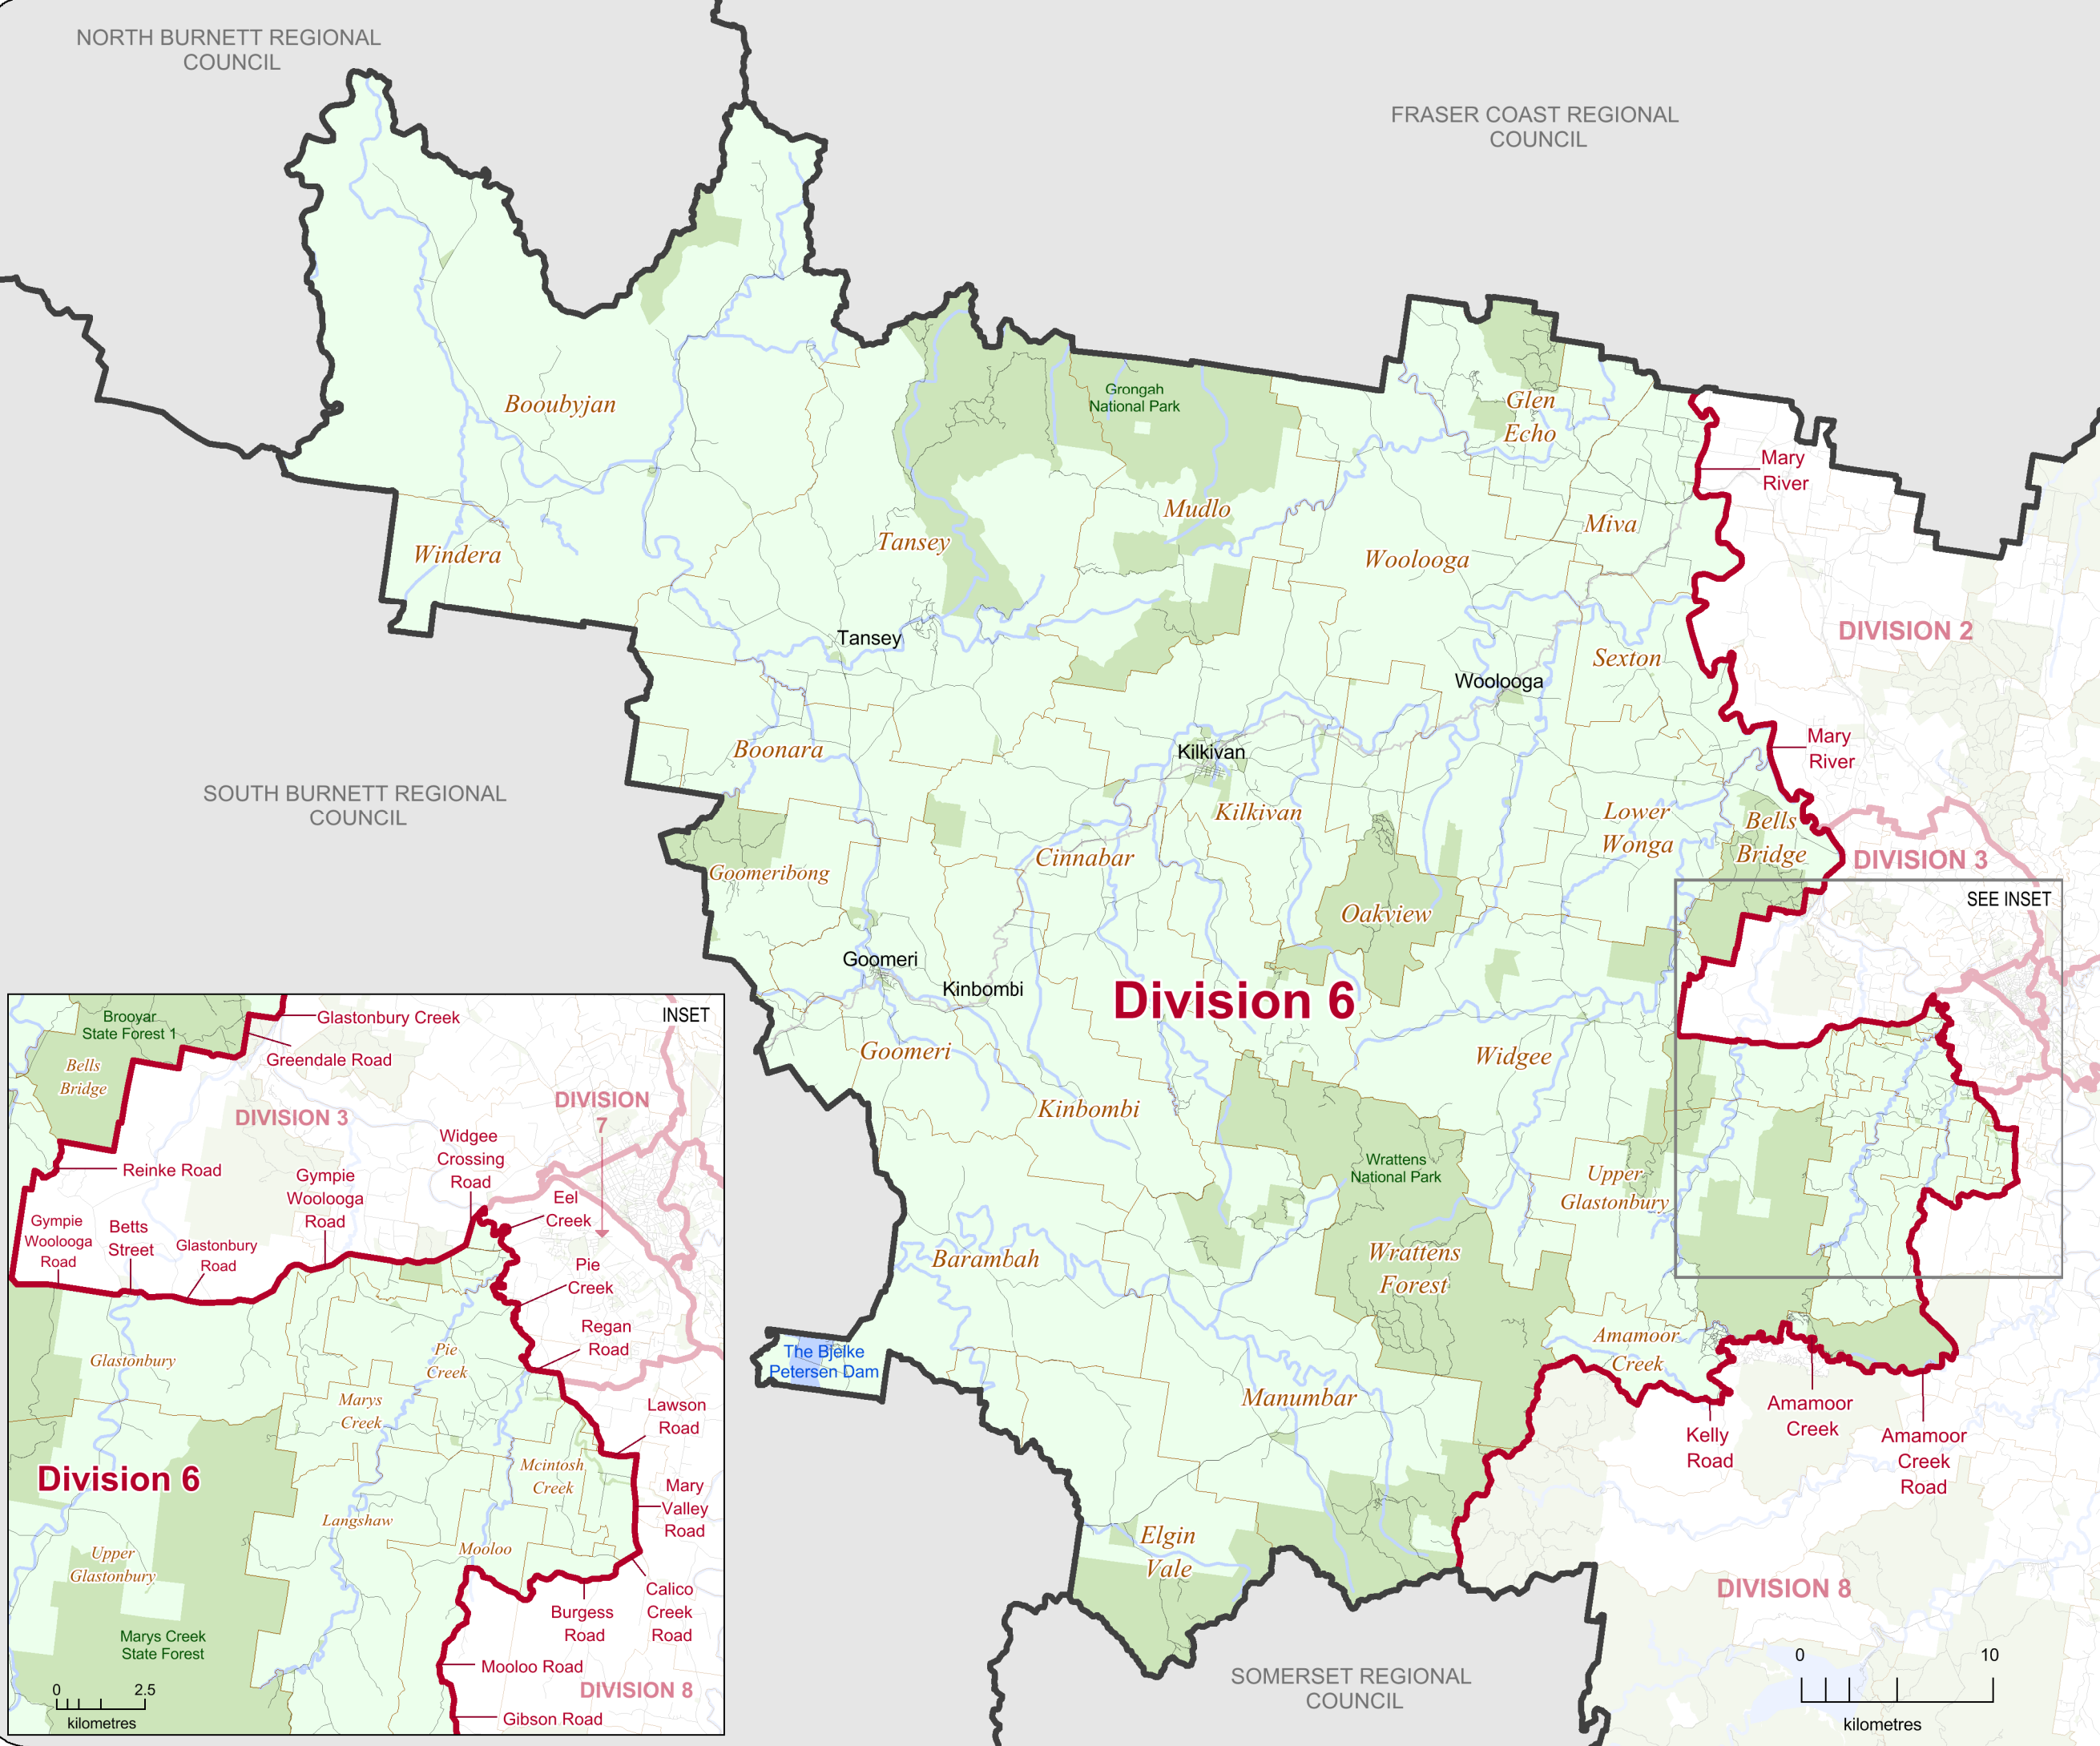 NORTH BURNETT REGIONAL
COUNCIL
FRASER COAST REGIONAL
COUNCIL
Grongah
National Park
Booubyjan
Glen
Echo
Mary
River
Mudlo
Miva
Tansey
Windera
Woolooga
DIVISION 2
Tansey
Sexton
Woolooga
Mary
River
Boonara
Kilkivan
SOUTH BURNETT REGIONAL
COUNCIL
Kilkivan
Lower
Wonga
Bells
Bridge
Cinnabar
DIVISION 3
Goomeribong
SEE INSET
Oakview
Goomeri
Kinbombi
Division 6
Goomeri
Widgee
Kinbombi
Wrattens
National Park
Upper
Glastonbury
Barambah
Wrattens
Forest
Amamoor
Creek
The Bjelke
Petersen Dam
Manumbar
Kelly
Road
Amamoor
Creek
Amamoor
Creek
Road
Elgin
Vale
DIVISION 8
SOMERSET REGIONAL
COUNCIL
0 10
kilometres
INSET
Brooyar
State Forest 1
Glastonbury Creek
Greendale Road
Bells
Bridge
DIVISION 3
DIVISION
7
Widgee
Crossing
Road
Reinke Road
Gympie
Woolooga
Road
Eel
Creek
Gympie
Woolooga
Road
Betts
Street
Glastonbury
Road
Pie
Creek
Regan
Road
Glastonbury
Pie
Creek
Marys
Creek
Lawson
Road
Division 6
Mcintosh
Creek
Mary
Valley
Road
Langshaw
Mooloo
Upper
Glastonbury
Calico
Creek
Road
Burgess
Road
Marys Creek
State Forest
Mooloo Road
DIVISION 8
Gibson Road
0 2.5
kilometres